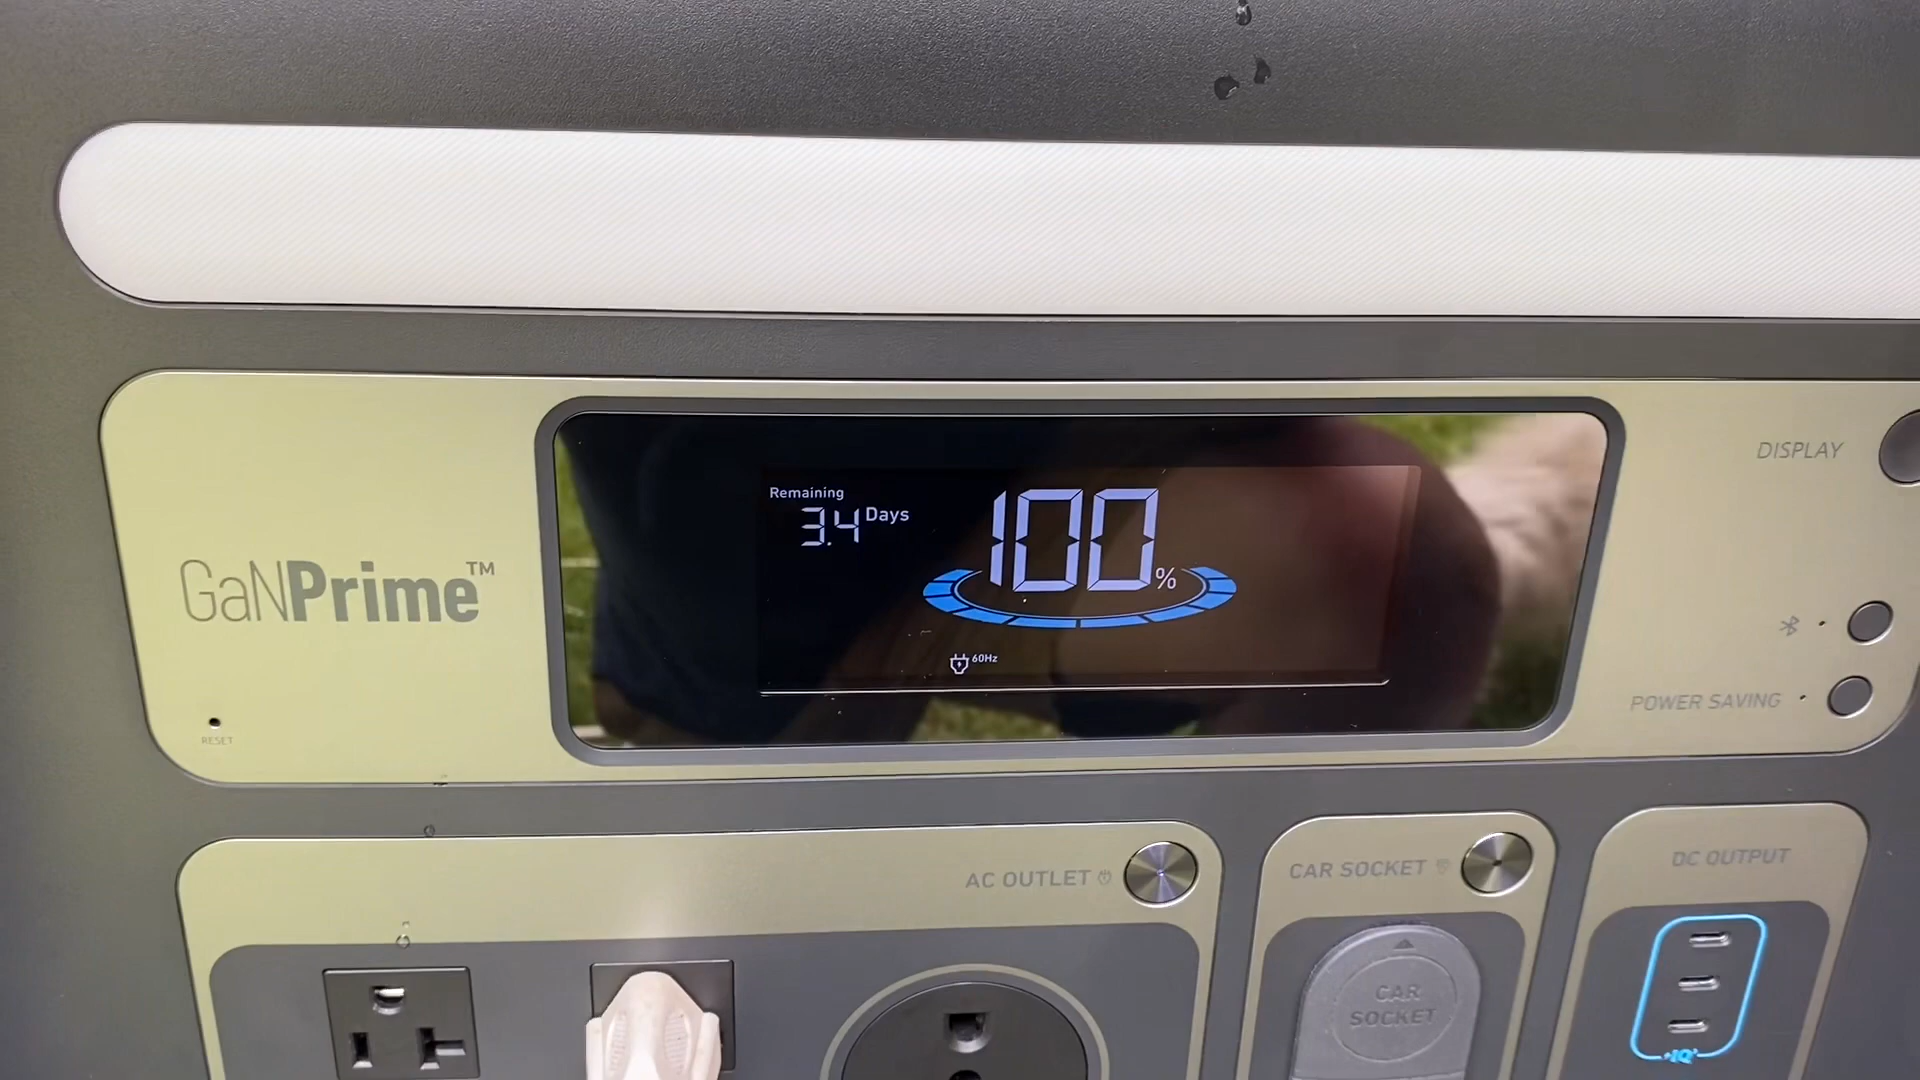 Remaining
3.4 Days
100%
60Hz
GaNPrime™
RESET
DISPLAY
POWER SAVING
AC OUTLET
CAR SOCKET
DC OUTPUT
CAR
SOCKET
IQ